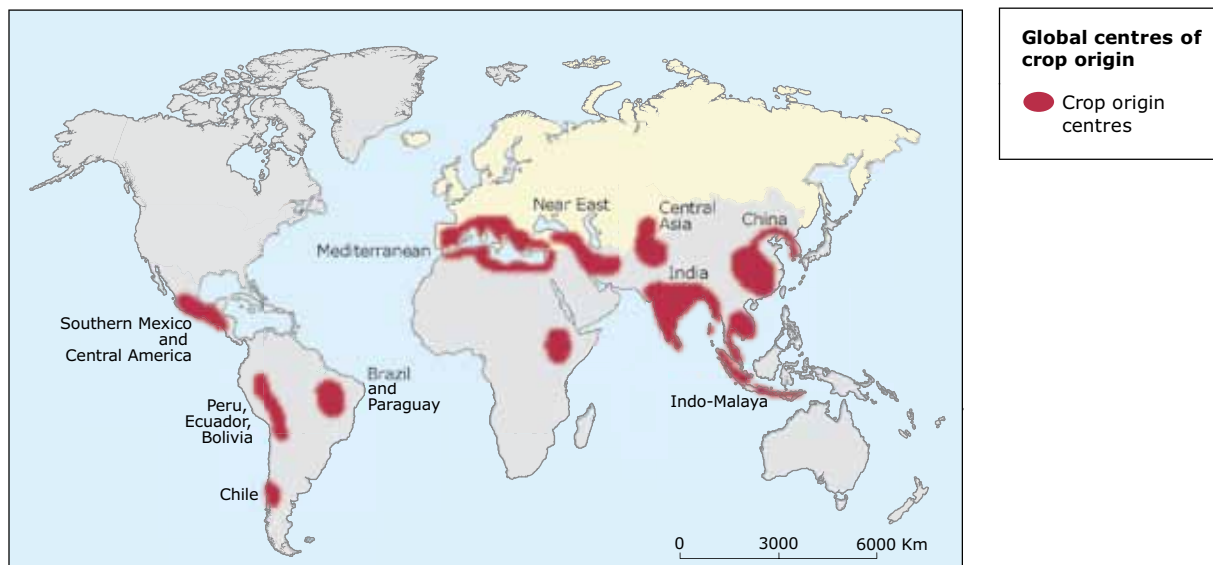 Global centres of
crop origin
Crop origin
centres
Near East
Central
Asia
China
Mediterranean
India
Southern Mexico
and
Central America
Brazil
and
Paraguay
Peru,
Ecuador,
Bolivia
Indo-Malaya
Chile
0 3000 6000 Km